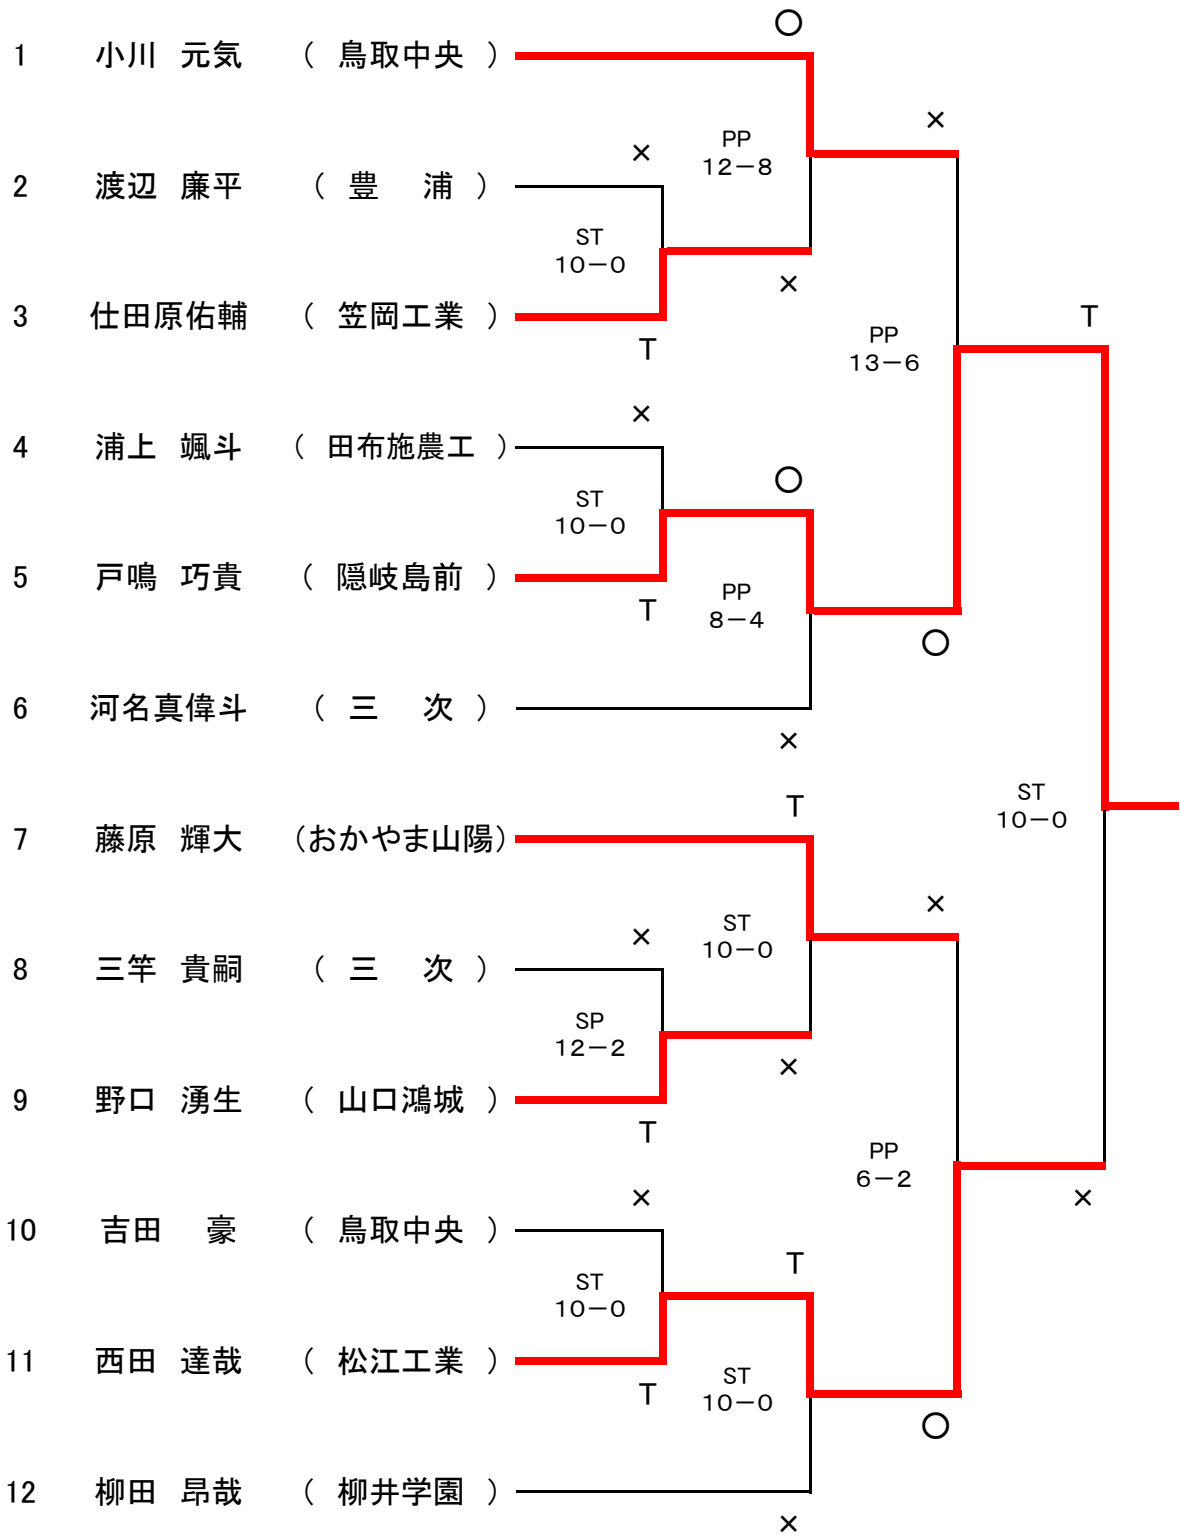 ○
1 小川 元気 ( 鳥取中央 )
×
PP
12-8
×
2 渡辺 廉平 ( 豊 浦 )
ST
10-0
×
3 仕田原佑輔 ( 笠岡工業 )
T
T
PP
13-6
×
4 浦上 颯斗 ( 田布施農工 )
○
ST
10-0
5 戸鳴 巧貴 ( 隠岐島前 )
T
PP
8-4
○
6 河名真偉斗 ( 三 次 )
×
ST
10-0
T
7 藤原 輝大 (おかやま山陽)
×
ST
10-0
×
8 三竿 貴嗣 ( 三 次 )
SP
12-2
×
9 野口 湧生 ( 山口鴻城 )
T
PP
6-2
×
×
10 吉田 豪 ( 鳥取中央 )
T
ST
10-0
11 西田 達哉 ( 松江工業 )
T
ST
10-0
○
12 柳田 昂哉 ( 柳井学園 )
×